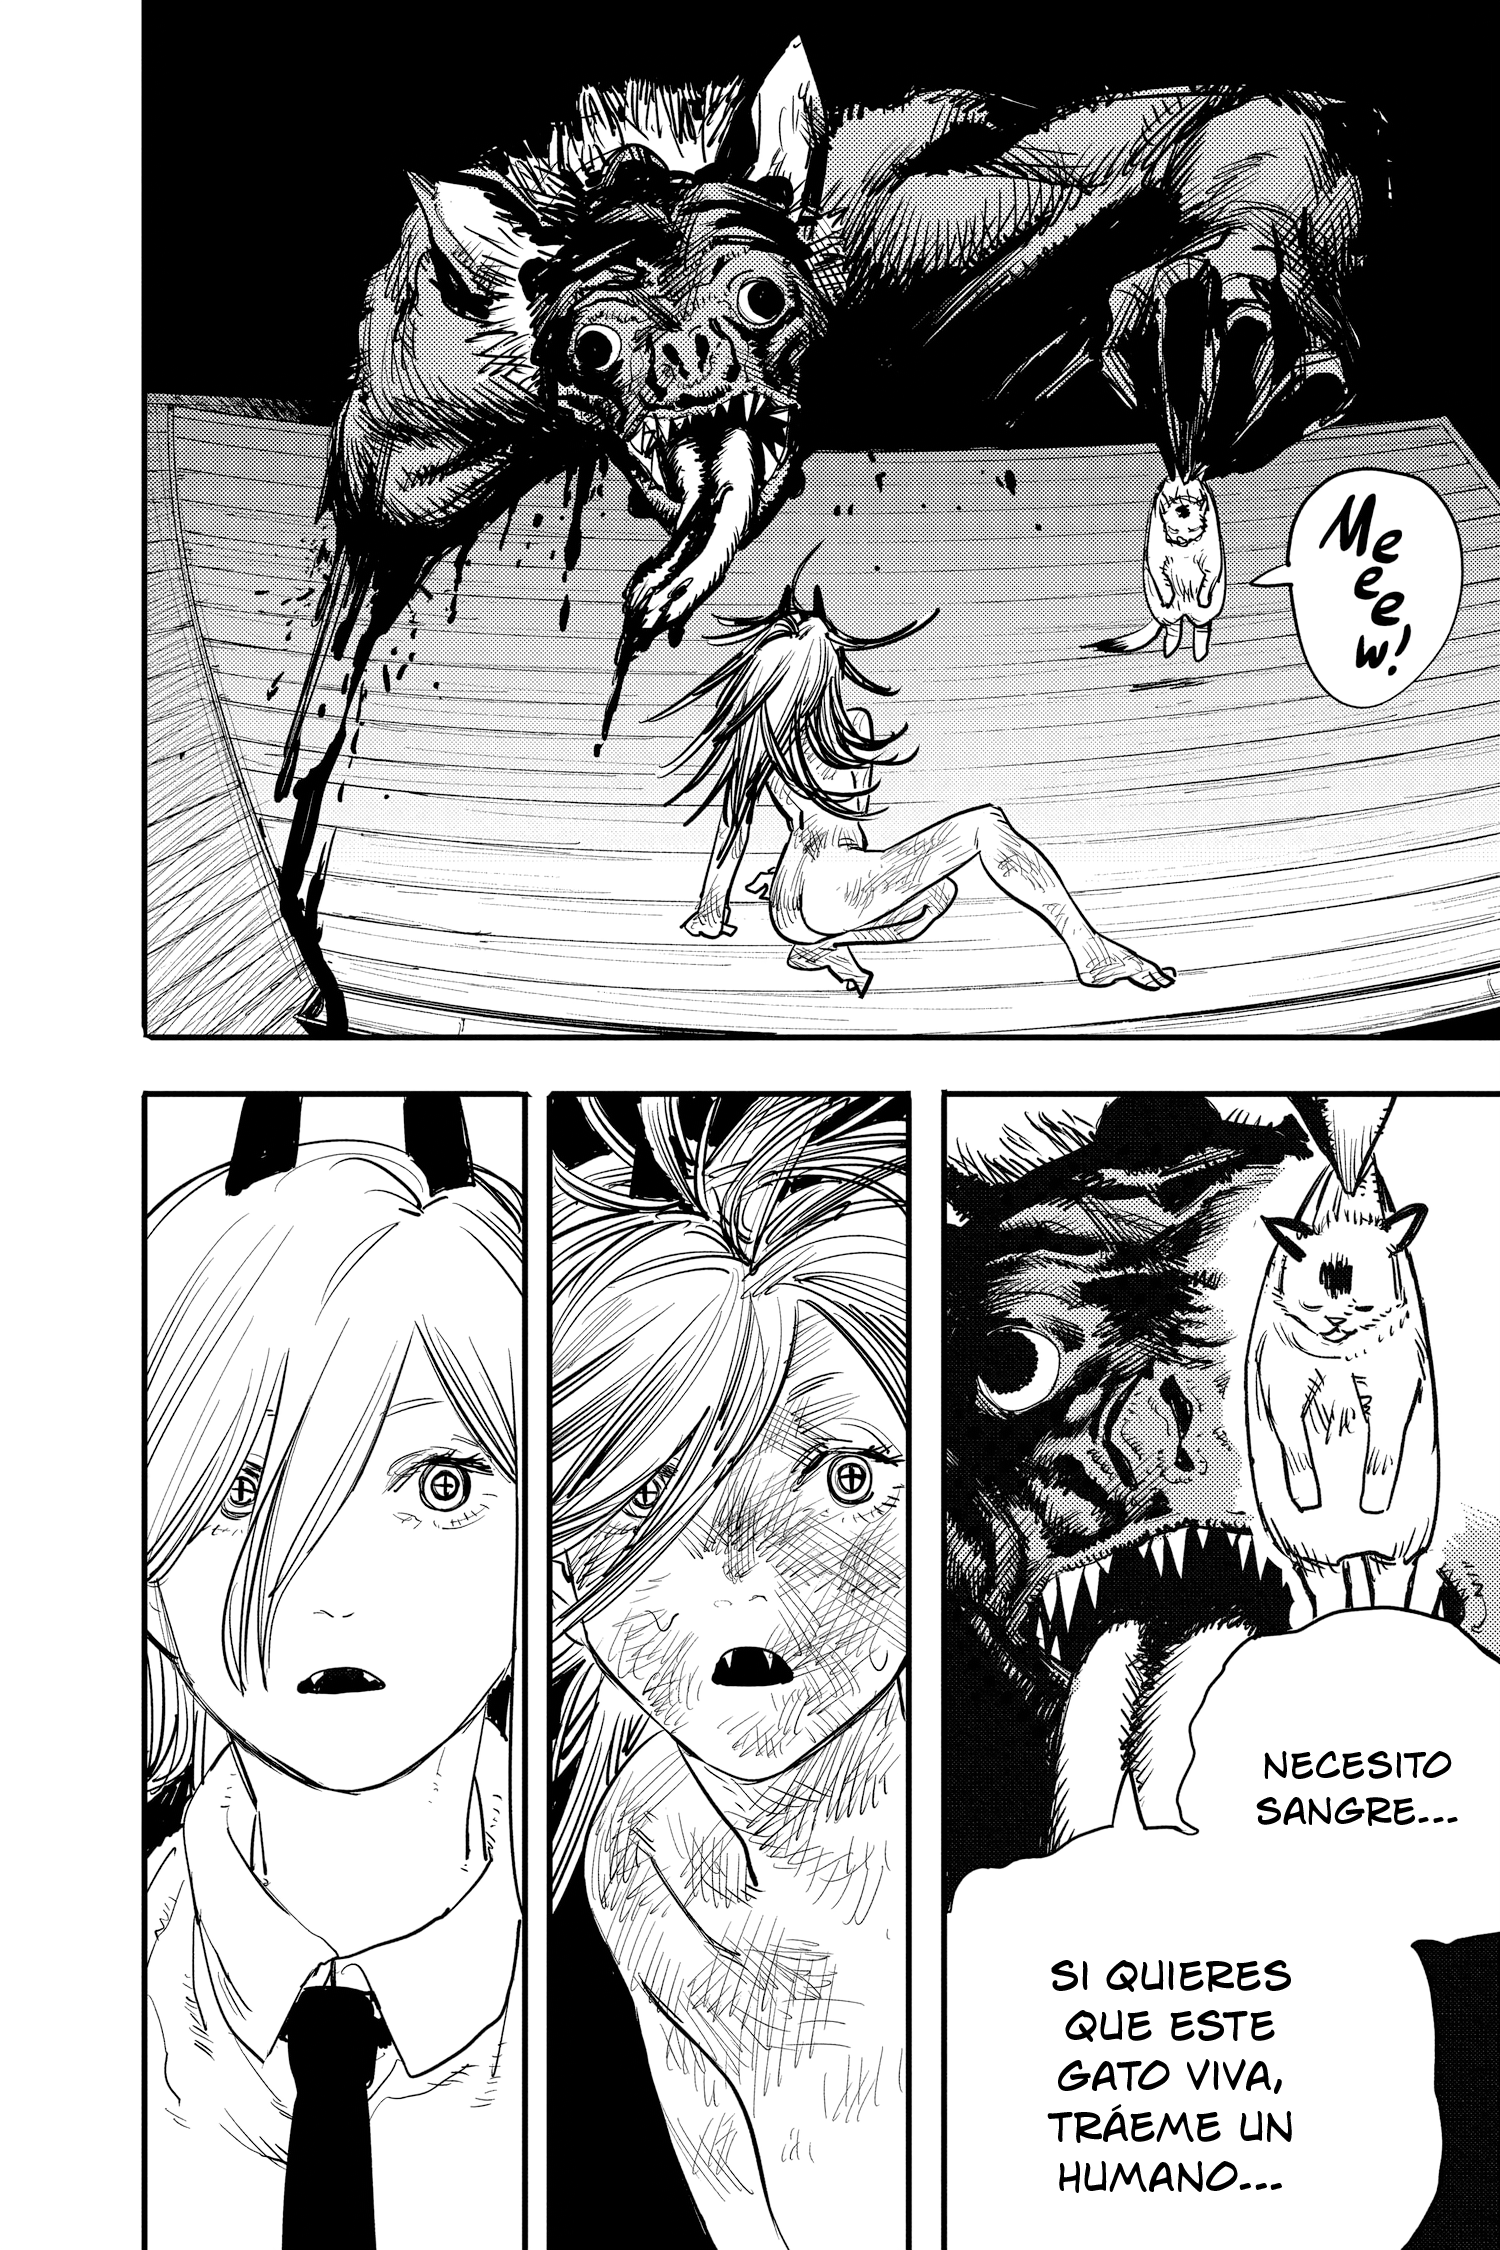 Meeew!
NECESITO
SANGRE...
SI QUIERES
QUE ESTE
GATO VIVA,
TRÁEME UN
HUMANO...